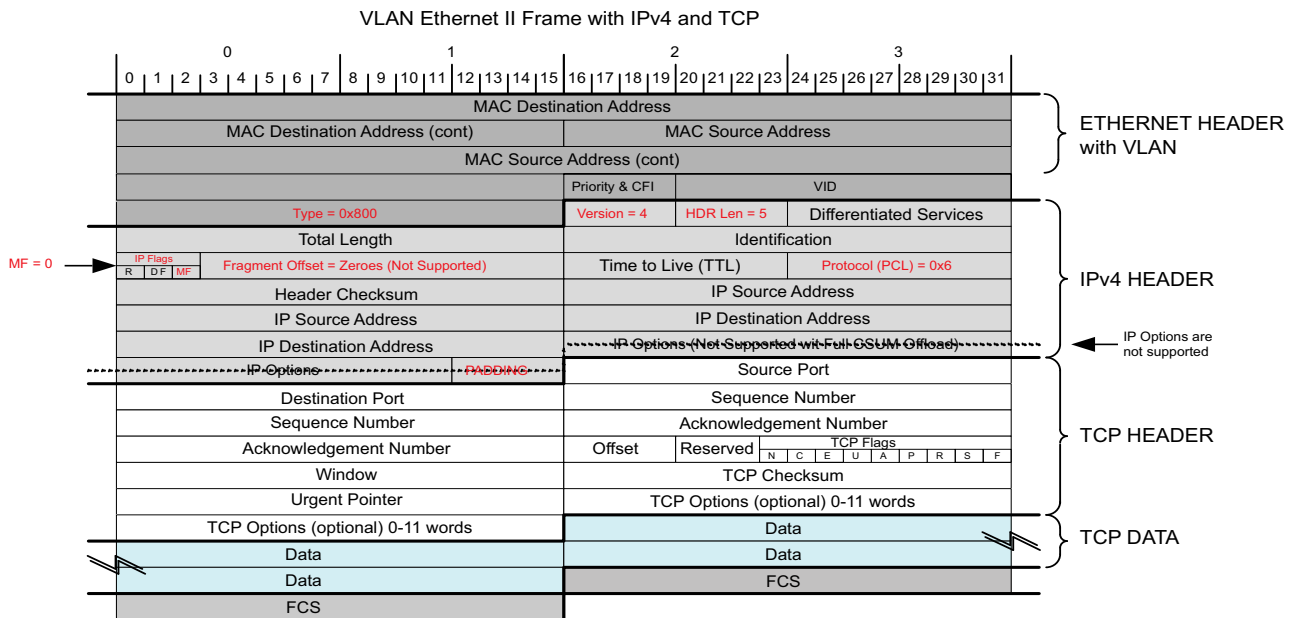 VLAN Ethernet II Frame with IPv4 and TCP
0 1 2 3
0 1 2 3 4 5 6 7 8 9 10 11 12 13 14 15 16 17 18 19 20 21 22 23 24 25 26 27 28 29 30 31
MAC Destination Address
MAC Destination Address (cont) MAC Source Address
MAC Source Address (cont)
ETHERNET HEADER
with VLAN
Priority & CFI VID
Type = 0x800 Version = 4 HDR Len = 5 Differentiated Services
Total Length Identification
MF = 0
IP Flags
R D F MF
Fragment Offset = Zeroes (Not Supported) Time to Live (TTL) Protocol (PCL) = 0x6
IPv4 HEADER
Header Checksum IP Source Address
IP Source Address IP Destination Address
IP Destination Address IP Options (Not Supported wit Full CSUM Offload)
IP Options are
not supported
IP Options PADDING Source Port
Destination Port Sequence Number
Sequence Number Acknowledgement Number
TCP HEADER
Acknowledgement Number Offset Reserved TCP Flags
N C E U A P R S F
Window TCP Checksum
Urgent Pointer TCP Options (optional) 0-11 words
TCP Options (optional) 0-11 words Data
TCP DATA
Data Data
Data FCS
FCS